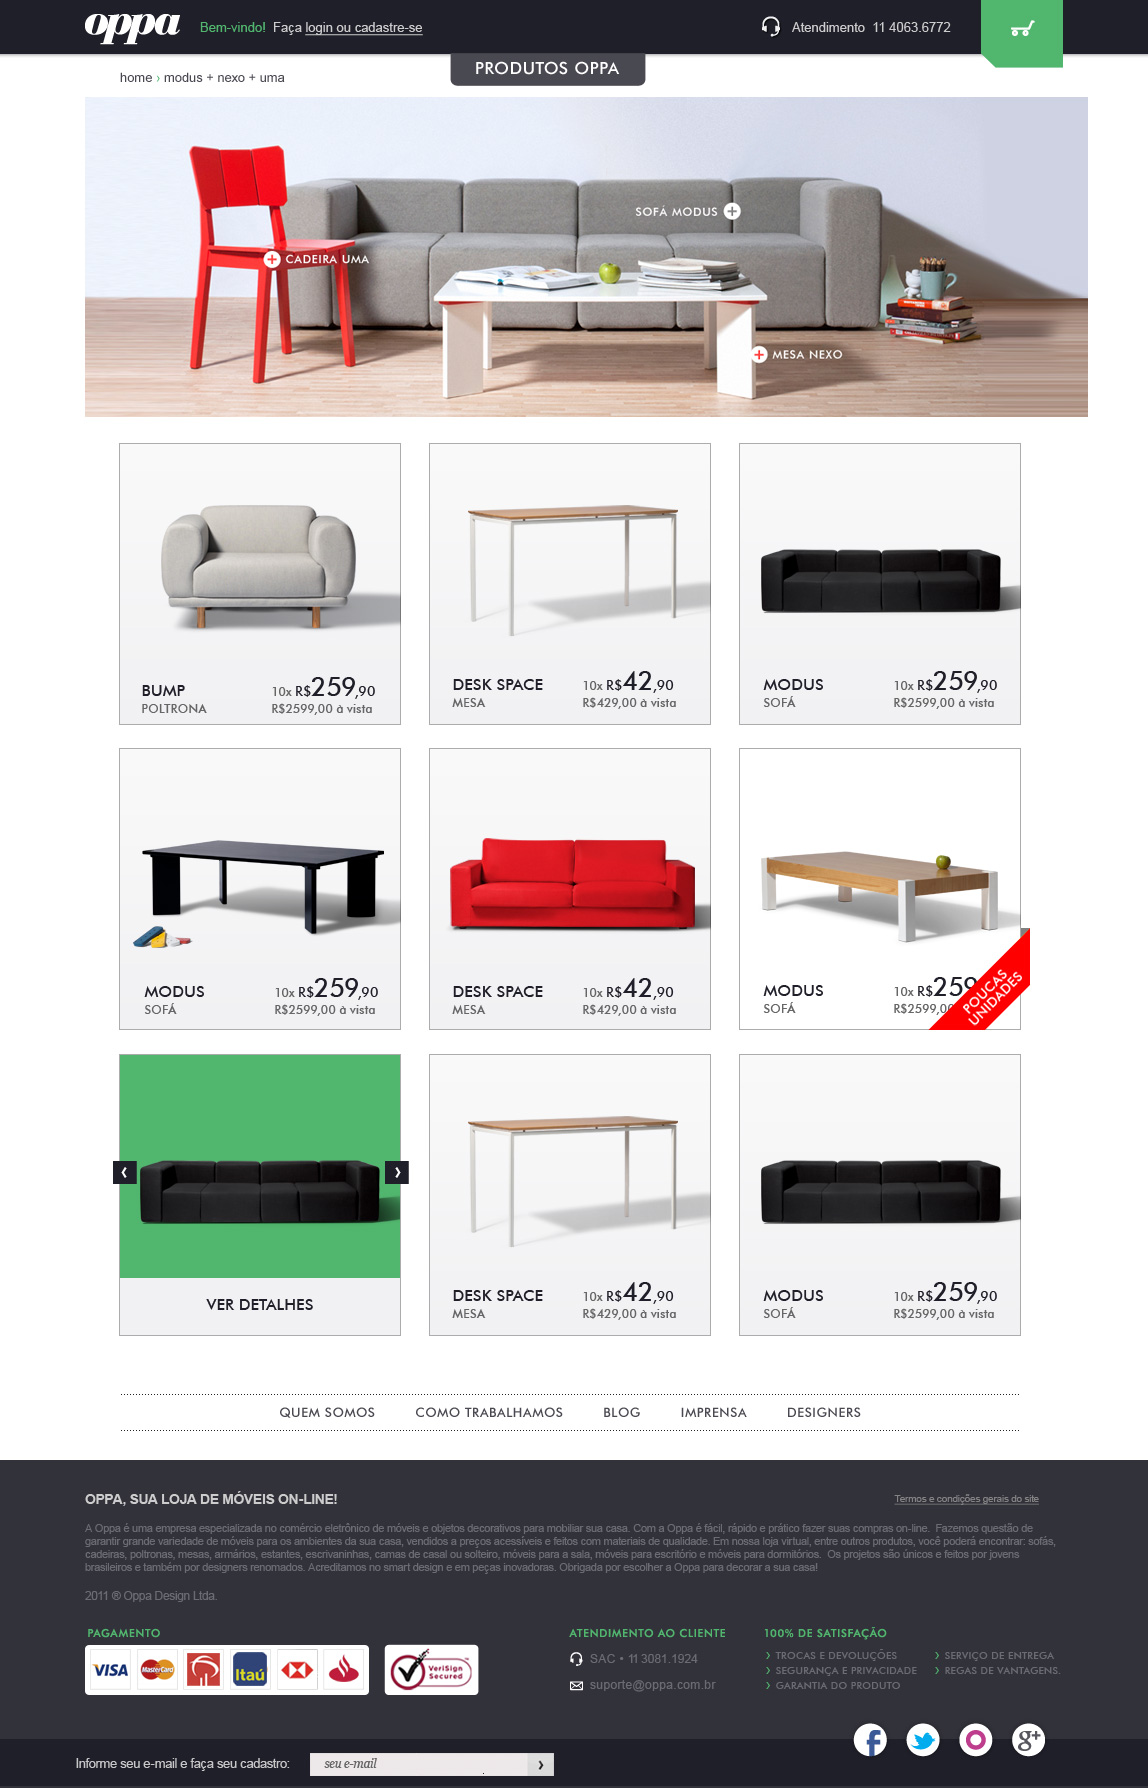 oppa Bem-vindo! Faça login ou cadastre-se Atendimento 11 4063.6772
PRODUTOS OPPA
home › modus + nexo + uma
SOFÁ MODUS
CADEIRA UMA
MESA NEXO
BUMP 10x R$259,90
POLTRONA R$2599,00 à vista
DESK SPACE 10x R$42,90
MESA R$429,00 à vista
MODUS 10x R$259,90
SOFÁ R$2599,00 à vista
MODUS 10x R$259,90
SOFÁ R$2599,00 à vista
DESK SPACE 10x R$42,90
MESA R$429,00 à vista
MODUS 10x R$259
SOFÁ R$2599,00
POUCAS
UNIDADES
VER DETALHES
DESK SPACE 10x R$42,90
MESA R$429,00 à vista
MODUS 10x R$259,90
SOFÁ R$2599,00 à vista
QUEM SOMOS COMO TRABALHAMOS BLOG IMPRENSA DESIGNERS
OPPA, SUA LOJA DE MÓVEIS ON-LINE!
Termos e condições gerais do site
A Oppa é uma empresa especializada no comércio eletrônico de móveis e objetos decorativos para mobiliar sua casa. Com a Oppa é fácil, rápido e prático fazer suas compras on-line. Fazemos questão de
garantir grande variedade de móveis para os ambientes da sua casa, vendidos a preços acessíveis e feitos com materiais de qualidade. Em nossa loja virtual, entre outros produtos, você poderá encontrar: sofás,
cadeiras, poltronas, mesas, armários, estantes, escrivaninhas, camas de casal ou solteiro, móveis para a sala, móveis para escritório e móveis para dormitórios. Os projetos são únicos e feitos por jovens
brasileiros e também por designers renomados. Acreditamos no smart design e em peças inovadoras. Obrigada por escolher a Oppa para decorar a sua casa!
2011 ® Oppa Design Ltda.
PAGAMENTO
VISA MasterCard Itaú VeriSign
Secured
ATENDIMENTO AO CLIENTE
SAC • 11 3081.1924
suporte@oppa.com.br
100% DE SATISFAÇÃO
› TROCAS E DEVOLUÇÕES
› SEGURANÇA E PRIVACIDADE
› GARANTIA DO PRODUTO
› SERVIÇO DE ENTREGA
› REGAS DE VANTAGENS.
f g+
Informe seu e-mail e faça seu cadastro: seu e-mail ›